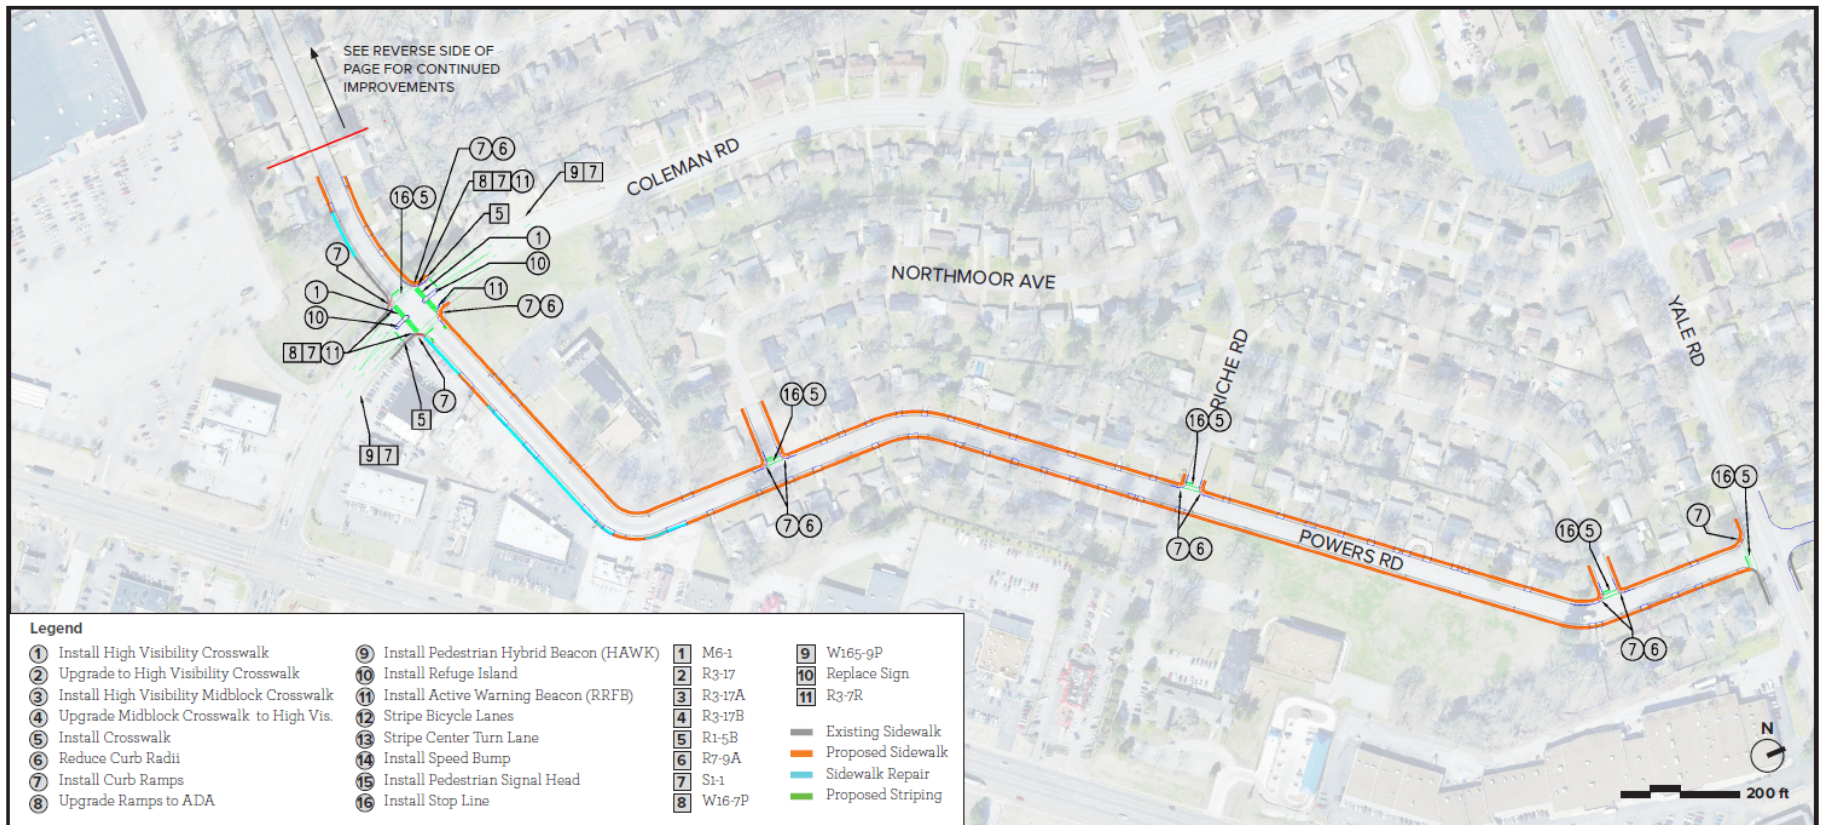 SEE REVERSE SIDE OF
PAGE FOR CONTINUED
IMPROVEMENTS
7 6
8 7 11
9 7
16 5
5
COLEMAN RD
1
7
10
1
11
10
7 6
8 7 11
7
5
9 7
NORTHMOOR AVE
YALE RD
RICHE RD
16 5
16 5
7 6
7 6
POWERS RD
16 5
7
16 5
7 6
Legend
1 Install High Visibility Crosswalk
2 Upgrade to High Visibility Crosswalk
3 Install High Visibility Midblock Crosswalk
4 Upgrade Midblock Crosswalk to High Vis.
5 Install Crosswalk
6 Reduce Curb Radii
7 Install Curb Ramps
8 Upgrade Ramps to ADA
9 Install Pedestrian Hybrid Beacon (HAWK)
10 Install Refuge Island
11 Install Active Warning Beacon (RRFB)
12 Stripe Bicycle Lanes
13 Stripe Center Turn Lane
14 Install Speed Bump
15 Install Pedestrian Signal Head
16 Install Stop Line
1 M6-1
2 R3-17
3 R3-17A
4 R3-17B
5 R1-5B
6 R7-9A
7 S1-1
8 W16-7P
9 W165-9P
10 Replace Sign
11 R3-7R
Existing Sidewalk
Proposed Sidewalk
Sidewalk Repair
Proposed Striping
N
200 ft